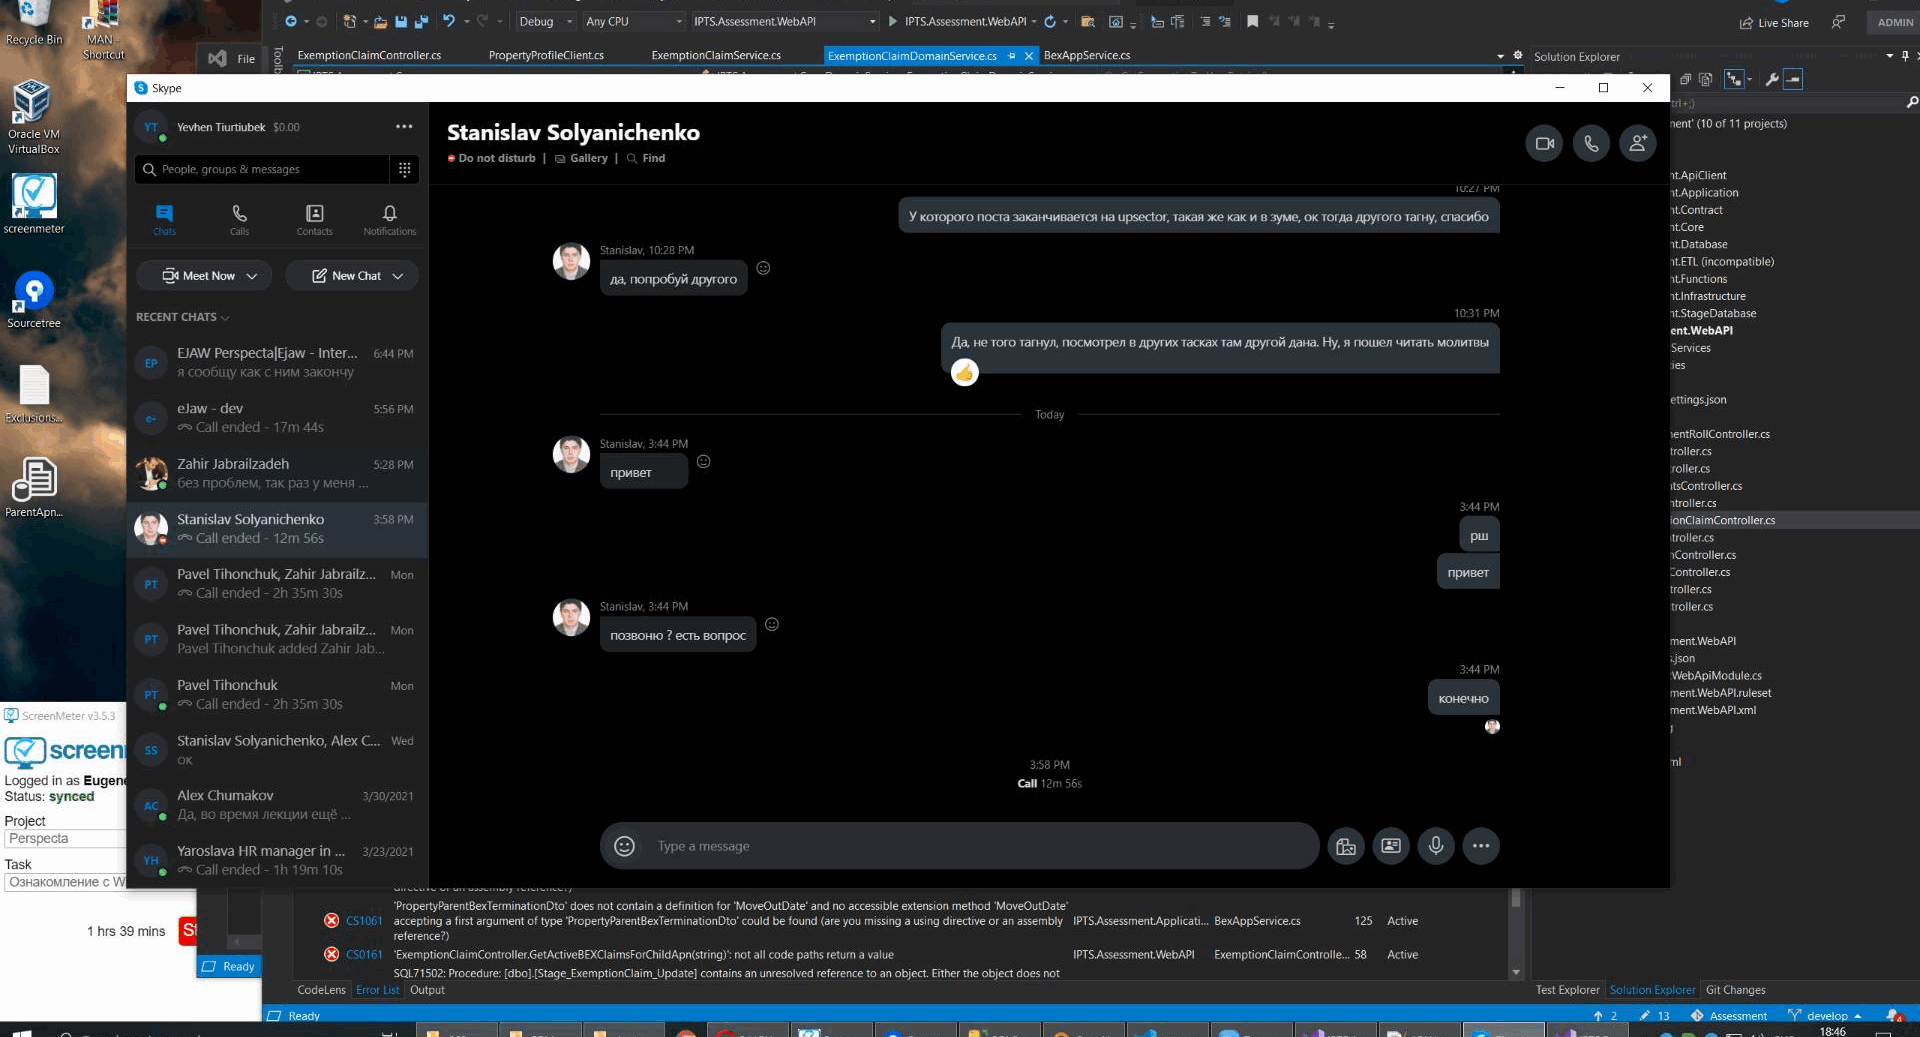 Recycle Bin
MAN -
Shortcut
Oracle VM
VirtualBox
screenmeter
Sourcetree
Exclusions...
ParentApn...
Debug
Any CPU
IPTS.Assessment.WebAPI
IPTS.Assessment.WebAPI
Live Share
ADMIN
File
ExemptionClaimController.cs
PropertyProfileClient.cs
ExemptionClaimService.cs
ExemptionClaimDomainService.cs
BexAppService.cs
Solution Explorer
Skype
YT
Yevhen Tiurtiubek $0.00
People, groups & messages
Chats
Calls
Contacts
Notifications
Meet Now
New Chat
RECENT CHATS
EP
EJAW Perspecta|Ejaw - Inter... 6:44 PM
я сообщу как с ним закончу
e-
eJaw - dev 5:56 PM
Call ended - 17m 44s
Zahir Jabrailzadeh 5:28 PM
без проблем, так раз у меня ...
Stanislav Solyanichenko 3:58 PM
Call ended - 12m 56s
PT
Pavel Tihonchuk, Zahir Jabrailz... Mon
Call ended - 2h 35m 30s
PT
Pavel Tihonchuk, Zahir Jabrailz... Mon
Pavel Tihonchuk added Zahir Jab...
PT
Pavel Tihonchuk Mon
Call ended - 2h 35m 30s
SS
Stanislav Solyanichenko, Alex C... Wed
ок
AC
Alex Chumakov 3/30/2021
Да, во время лекции ещё ...
YH
Yaroslava HR manager in ... 3/23/2021
Call ended - 1h 19m 10s
Stanislav Solyanichenko
Do not disturb | Gallery | Find
10:27 PM
У которого поста заканчивается на upsector, такая же как и в зуме, ок тогда другого тагну, спасибо
Stanislav, 10:28 PM
да, попробуй другого
10:31 PM
Да, не того тагнул, посмотрел в других тасках там другой дана. Ну, я пошел читать молитвы
Today
Stanislav, 3:44 PM
привет
3:44 PM
рш
привет
Stanislav, 3:44 PM
позвоню ? есть вопрос
3:44 PM
конечно
3:58 PM
Call 12m 56s
Type a message
trl+;)
nent' (10 of 11 projects)
nt.ApiClient
nt.Application
nt.Contract
nt.Core
nt.Database
nt.ETL (incompatible)
nt.Functions
nt.Infrastructure
nt.StageDatabase
ent.WebAPI
Services
ies
ettings.json
nentRollController.cs
troller.cs
roller.cs
ntsController.cs
ntroller.cs
ionClaimController.cs
troller.cs
nController.cs
Controller.cs
troller.cs
troller.cs
ment.WebAPI
s.json
WebApiModule.cs
ment.WebAPI.ruleset
ment.WebAPI.xml
ml
ScreenMeter v3.5.3
screen
Logged in as Eugene
Status: synced
Project
Perspecta
Task
Ознакомление с W
1 hrs 39 mins
Ready
directive or an assembly reference?)
CS1061 'PropertyParentBexTerminationDto' does not contain a definition for 'MoveOutDate' and no accessible extension method 'MoveOutDate'
accepting a first argument of type 'PropertyParentBexTerminationDto' could be found (are you missing a using directive or an assembly IPTS.Assessment.Applicati... BexAppService.cs 125 Active
reference?)
CS0161 'ExemptionClaimController.GetActiveBEXClaimsForChildApn(string)': not all code paths return a value IPTS.Assessment.WebAPI ExemptionClaimControlle... 58 Active
SQL71502: Procedure: [dbo].[Stage_ExemptionClaim_Update] contains an unresolved reference to an object. Either the object does not
CodeLens Error List Output
Test Explorer Solution Explorer Git Changes
Ready
2 13 Assessment develop
18:46